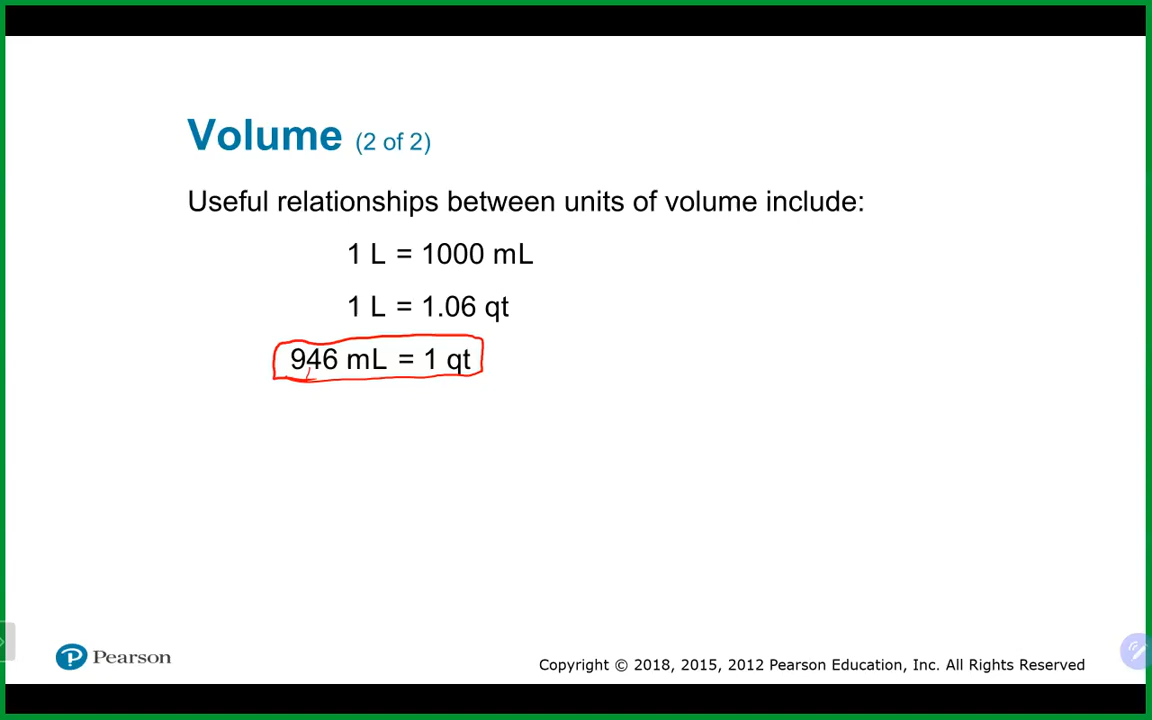 Volume (2 of 2)
Useful relationships between units of volume include:
1 L = 1000 mL
1 L = 1.06 qt
946 mL = 1 qt
Pearson
Copyright © 2018, 2015, 2012 Pearson Education, Inc. All Rights Reserved